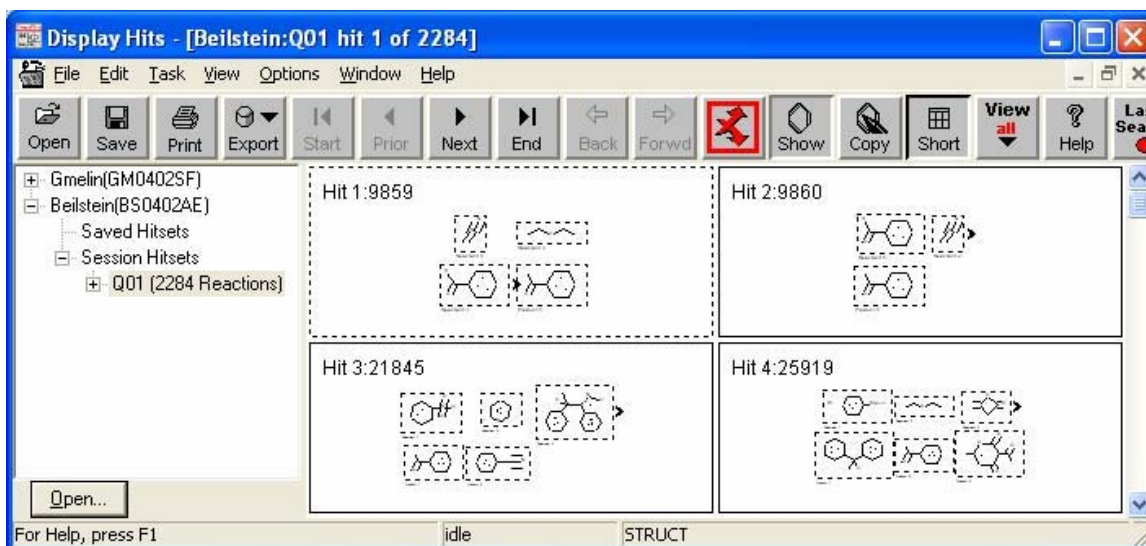 Display Hits - [Beilstein:Q01 hit 1 of 2284]
File Edit Task View Options Window Help
Open Save Print Export Start Prior Next End Back Forwd Show Copy Short View all Help La
Sea
Gmelin(GM0402SF)
Beilstein(BS0402AE)
Saved Hitsets
Session Hitsets
Q01 (2284 Reactions)
Hit 1:9859
Hit 2:9860
Hit 3:21845
Hit 4:25919
Open...
For Help, press F1 idle STRUCT